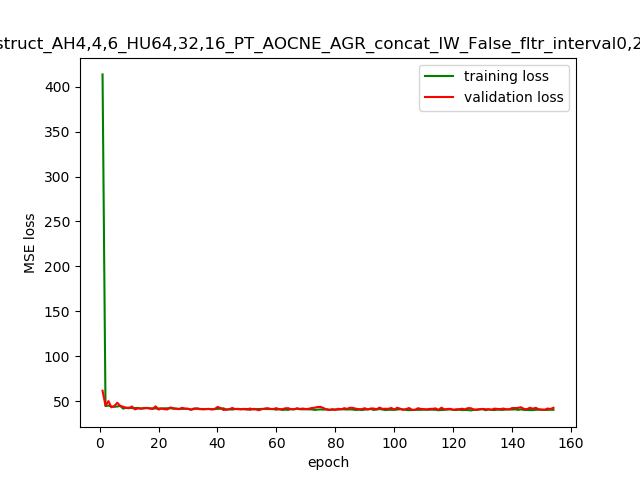 struct_AH4,4,6_HU64,32,16_PT_AOCNE_AGR_concat_IW_False_fltr_interval0,2
training loss
validation loss
MSE loss
400
350
300
250
200
150
100
50
0 20 40 60 80 100 120 140 160
epoch